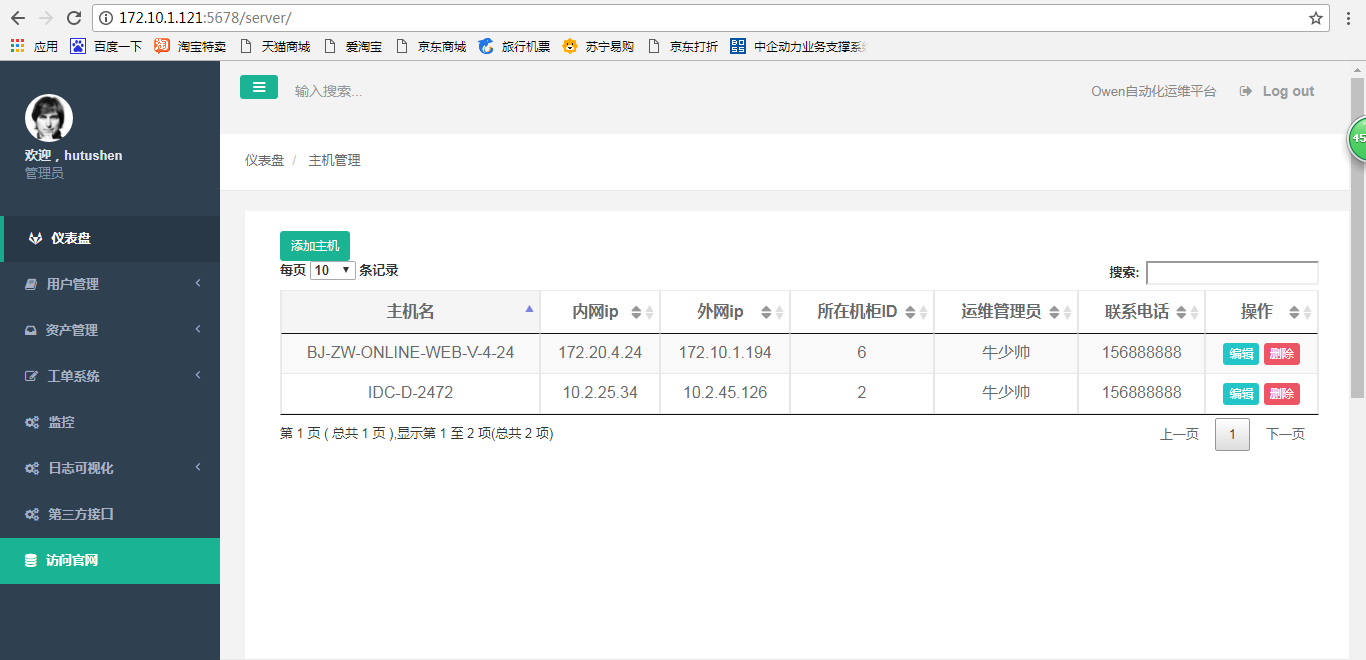 172.10.1.121:5678/server/
应用 百度一下 淘宝特卖 天猫商城 爱淘宝 京东商城 旅行机票 苏宁易购 京东打折 中企动力业务支撑系
输入搜索...
Owen自动化运维平台 Log out
45
欢迎，hutushen
管理员
仪表盘 / 主机管理
仪表盘
用户管理
资产管理
工单系统
监控
日志可视化
第三方接口
访问官网
添加主机
每页 10 条记录
搜索:
主机名 内网ip 外网ip 所在机柜ID 运维管理员 联系电话 操作
BJ-ZW-ONLINE-WEB-V-4-24 172.20.4.24 172.10.1.194 6 牛少帅 156888888 编辑 删除
IDC-D-2472 10.2.25.34 10.2.45.126 2 牛少帅 156888888 编辑 删除
第 1 页 ( 总共 1 页 ),显示第 1 至 2 项(总共 2 项)
上一页 1 下一页